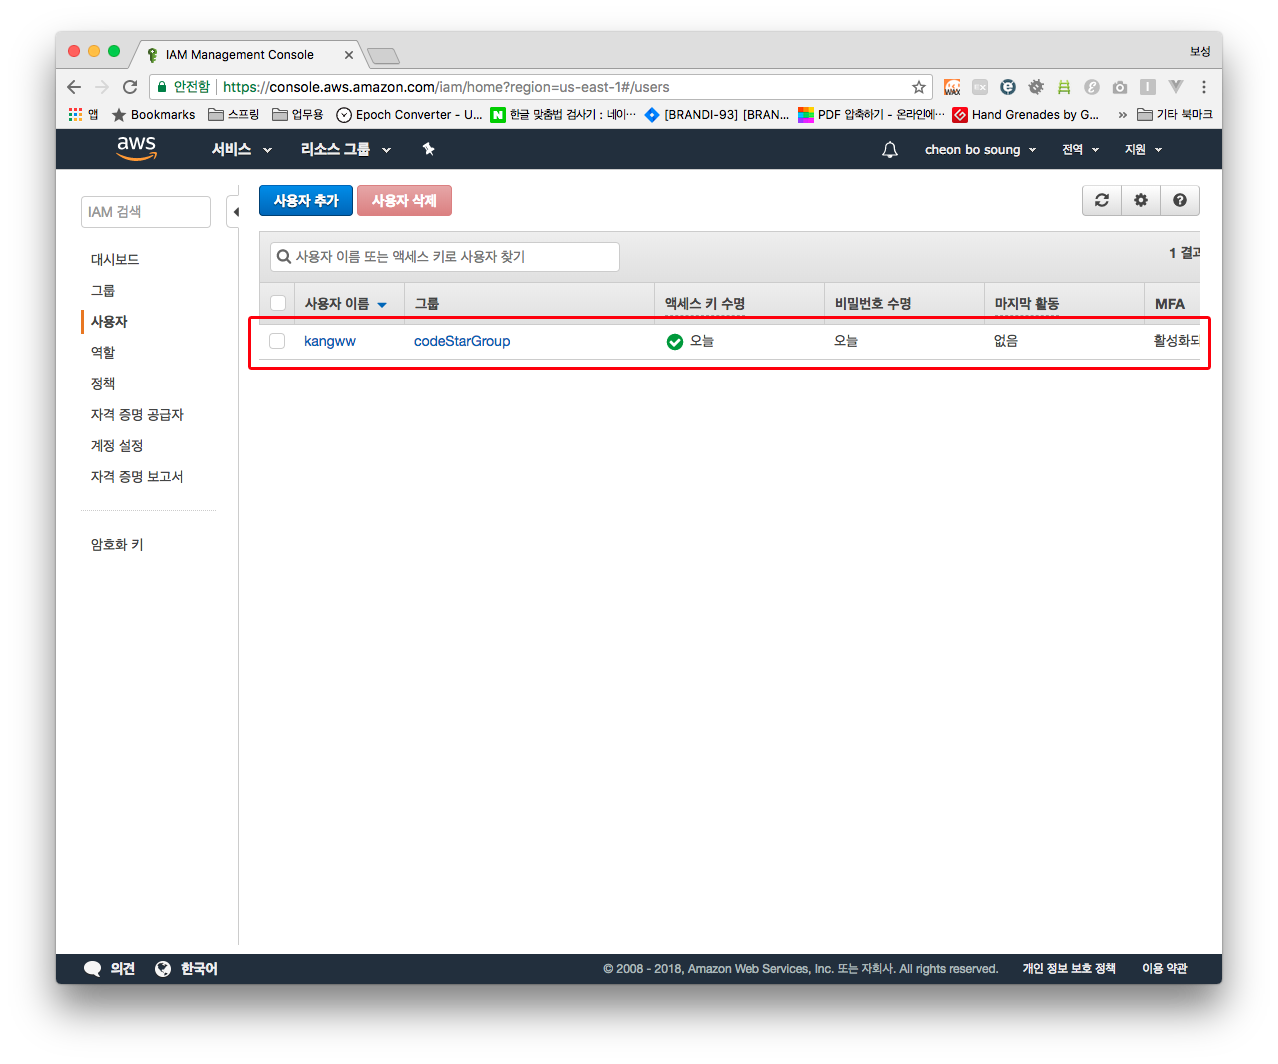 IAM Management Console
보성
안전함 https://console.aws.amazon.com/iam/home?region=us-east-1#/users
앱 Bookmarks 스프링 업무용 Epoch Converter - U... 한글 맞춤법 검사기 : 네이... [BRANDI-93] [BRAN... PDF 압축하기 - 온라인에... Hand Grenades by G... » 기타 북마크
aws 서비스 리소스 그룹 cheon bo soung 전역 지원
IAM 검색
대시보드
그룹
사용자
역할
정책
자격 증명 공급자
계정 설정
자격 증명 보고서
암호화 키
사용자 추가 사용자 삭제
사용자 이름 또는 액세스 키로 사용자 찾기
1 결과
사용자 이름 그룹 액세스 키 수명 비밀번호 수명 마지막 활동 MFA
kangww codeStarGroup 오늘 오늘 없음 활성화되
의견 한국어 © 2008 - 2018, Amazon Web Services, Inc. 또는 자회사. All rights reserved. 개인 정보 보호 정책 이용 약관